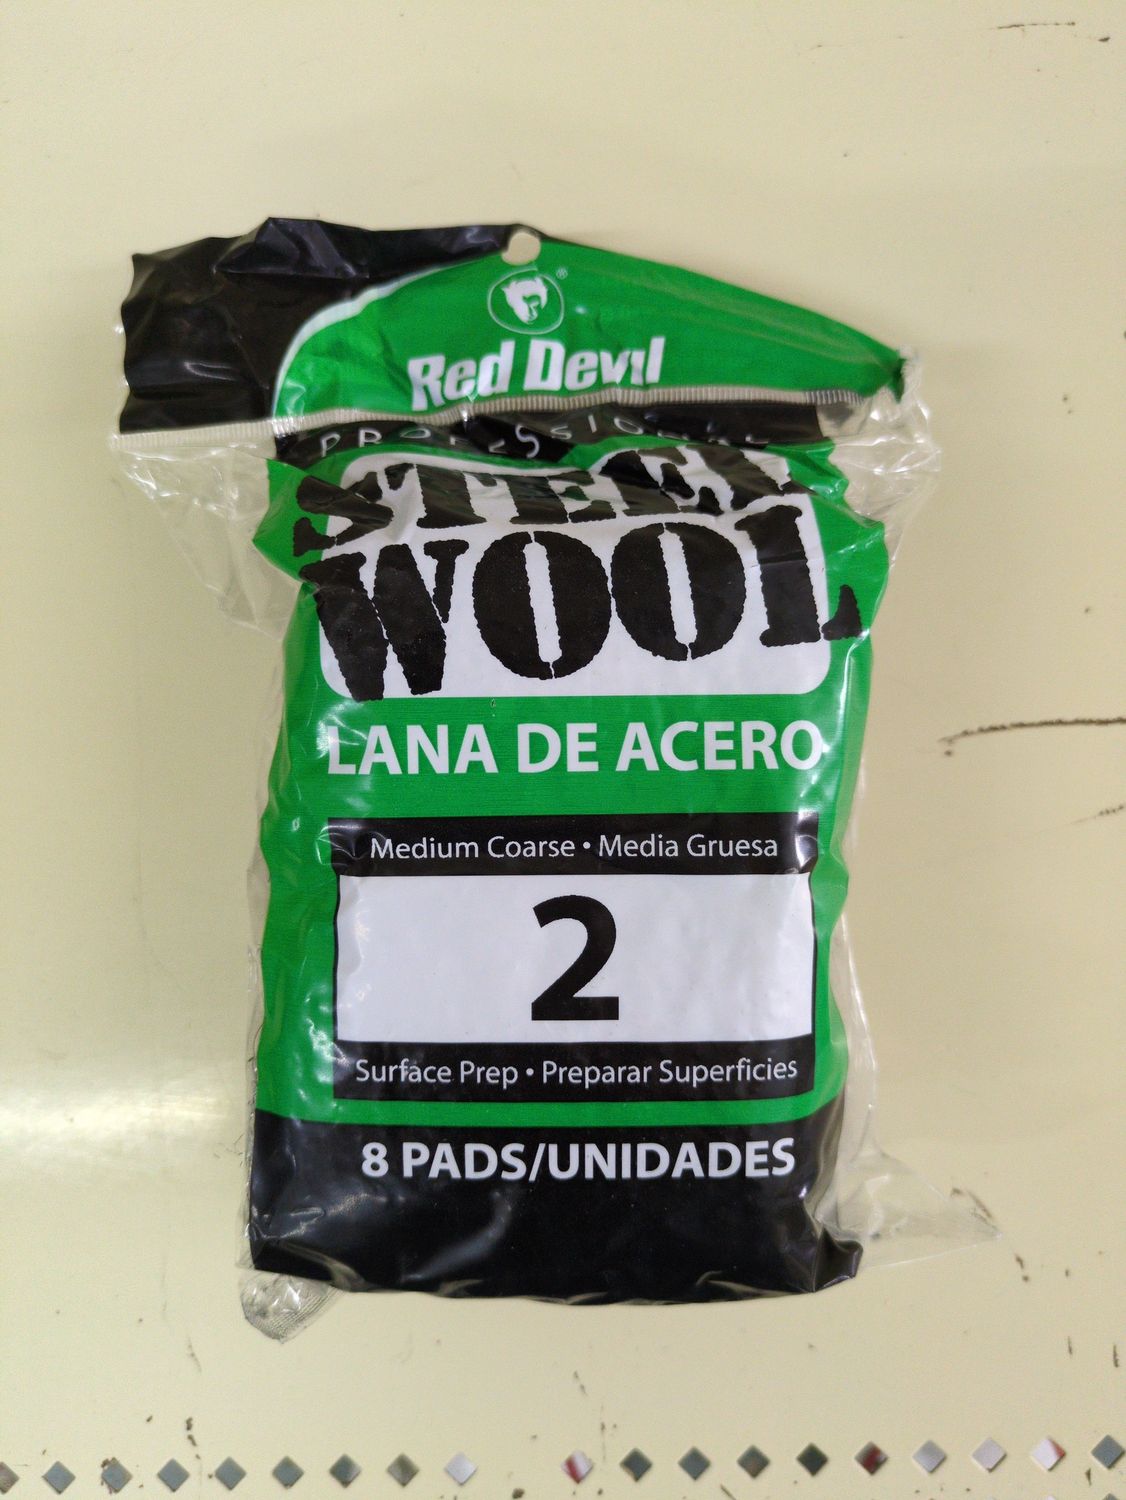 ®
Red Devil
PROFESSIONAL
STEEL
WOOL
LANA DE ACERO
Medium Coarse • Media Gruesa
2
Surface Prep • Preparar Superficies
8 PADS/UNIDADES